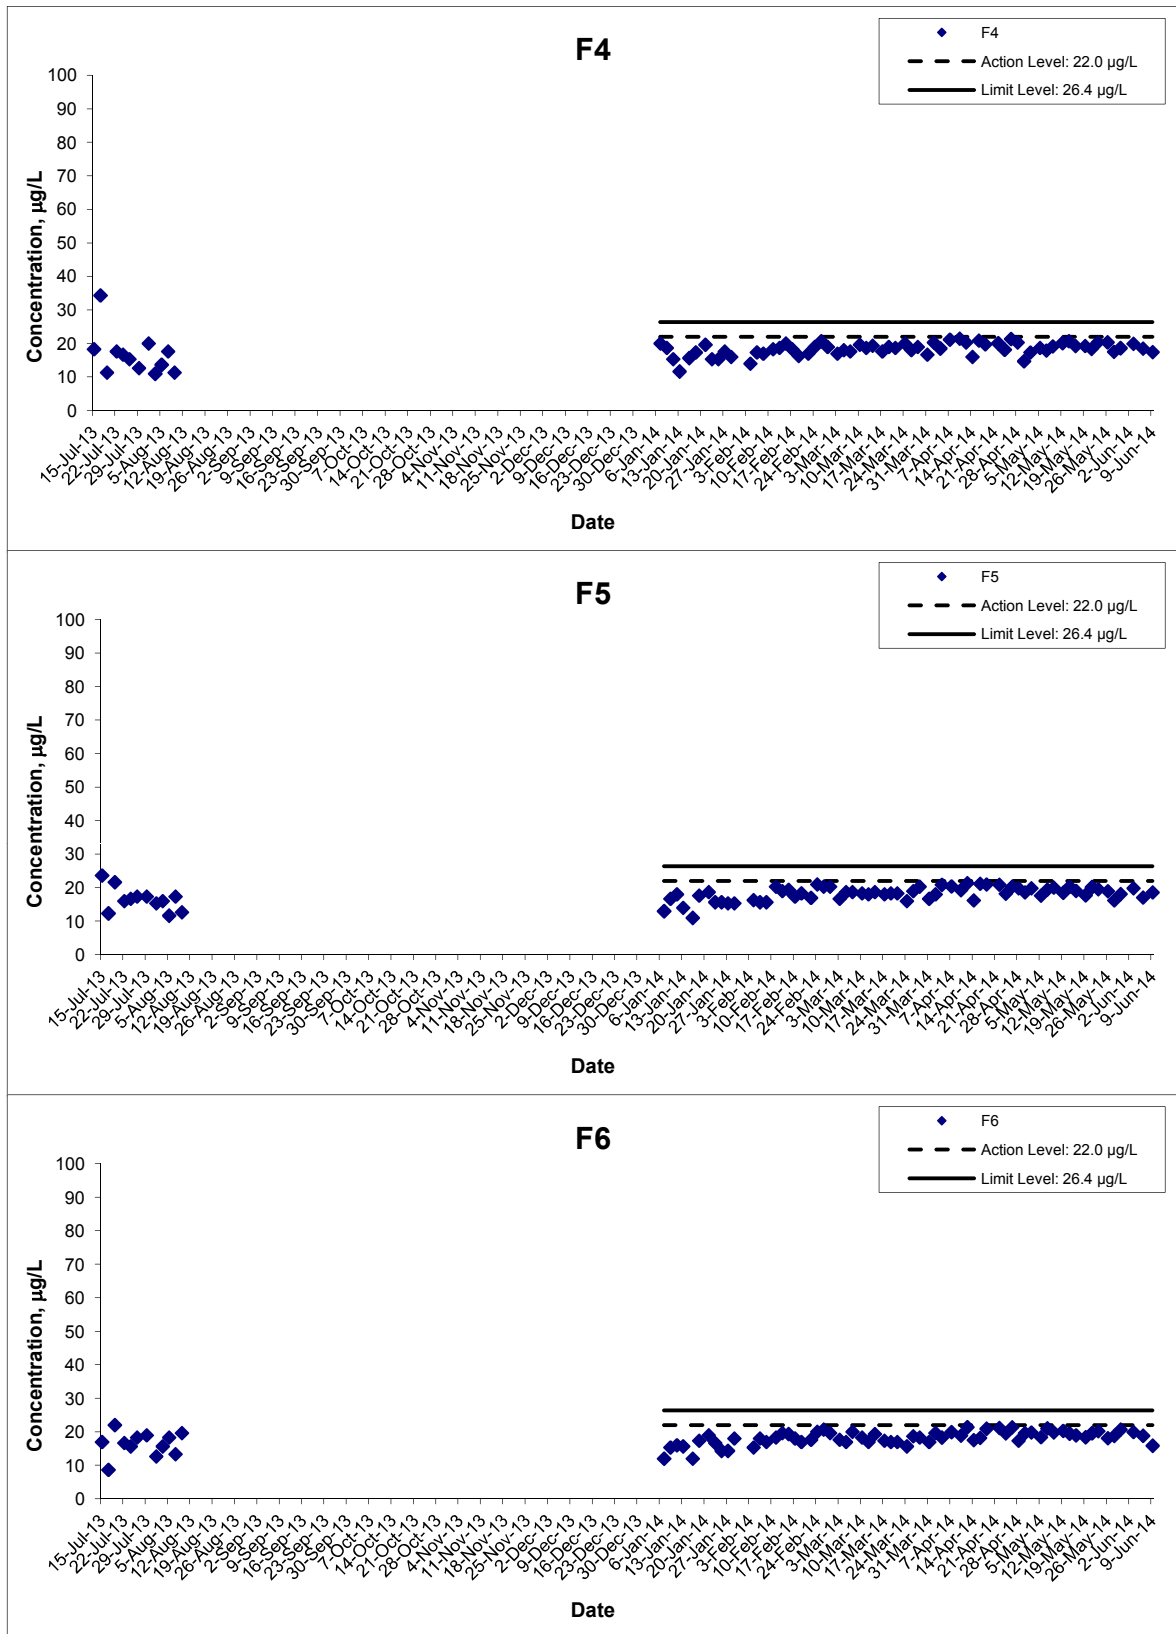 F4
F4
Action Level: 22.0 µg/L
Limit Level: 26.4 µg/L
Concentration, µg/L
100
90
80
70
60
50
40
30
20
10
0
15-Jul-13 22-Jul-13 29-Jul-13 5-Aug-13 12-Aug-13 19-Aug-13 26-Aug-13 2-Sep-13 9-Sep-13 16-Sep-13 23-Sep-13 30-Sep-13 7-Oct-13 14-Oct-13 21-Oct-13 28-Oct-13 4-Nov-13 11-Nov-13 18-Nov-13 25-Nov-13 2-Dec-13 9-Dec-13 16-Dec-13 23-Dec-13 30-Dec-13 6-Jan-14 13-Jan-14 20-Jan-14 27-Jan-14 3-Feb-14 10-Feb-14 17-Feb-14 24-Feb-14 3-Mar-14 10-Mar-14 17-Mar-14 24-Mar-14 31-Mar-14 7-Apr-14 14-Apr-14 21-Apr-14 28-Apr-14 5-May-14 12-May-14 19-May-14 26-May-14 2-Jun-14 9-Jun-14
Date
F5
F5
Action Level: 22.0 µg/L
Limit Level: 26.4 µg/L
Concentration, µg/L
100
90
80
70
60
50
40
30
20
10
0
15-Jul-13 22-Jul-13 29-Jul-13 5-Aug-13 12-Aug-13 19-Aug-13 26-Aug-13 2-Sep-13 9-Sep-13 16-Sep-13 23-Sep-13 30-Sep-13 7-Oct-13 14-Oct-13 21-Oct-13 28-Oct-13 4-Nov-13 11-Nov-13 18-Nov-13 25-Nov-13 2-Dec-13 9-Dec-13 16-Dec-13 23-Dec-13 30-Dec-13 6-Jan-14 13-Jan-14 20-Jan-14 27-Jan-14 3-Feb-14 10-Feb-14 17-Feb-14 24-Feb-14 3-Mar-14 10-Mar-14 17-Mar-14 24-Mar-14 31-Mar-14 7-Apr-14 14-Apr-14 21-Apr-14 28-Apr-14 5-May-14 12-May-14 19-May-14 26-May-14 2-Jun-14 9-Jun-14
Date
F6
F6
Action Level: 22.0 µg/L
Limit Level: 26.4 µg/L
Concentration, µg/L
100
90
80
70
60
50
40
30
20
10
0
15-Jul-13 22-Jul-13 29-Jul-13 5-Aug-13 12-Aug-13 19-Aug-13 26-Aug-13 2-Sep-13 9-Sep-13 16-Sep-13 23-Sep-13 30-Sep-13 7-Oct-13 14-Oct-13 21-Oct-13 28-Oct-13 4-Nov-13 11-Nov-13 18-Nov-13 25-Nov-13 2-Dec-13 9-Dec-13 16-Dec-13 23-Dec-13 30-Dec-13 6-Jan-14 13-Jan-14 20-Jan-14 27-Jan-14 3-Feb-14 10-Feb-14 17-Feb-14 24-Feb-14 3-Mar-14 10-Mar-14 17-Mar-14 24-Mar-14 31-Mar-14 7-Apr-14 14-Apr-14 21-Apr-14 28-Apr-14 5-May-14 12-May-14 19-May-14 26-May-14 2-Jun-14 9-Jun-14
Date